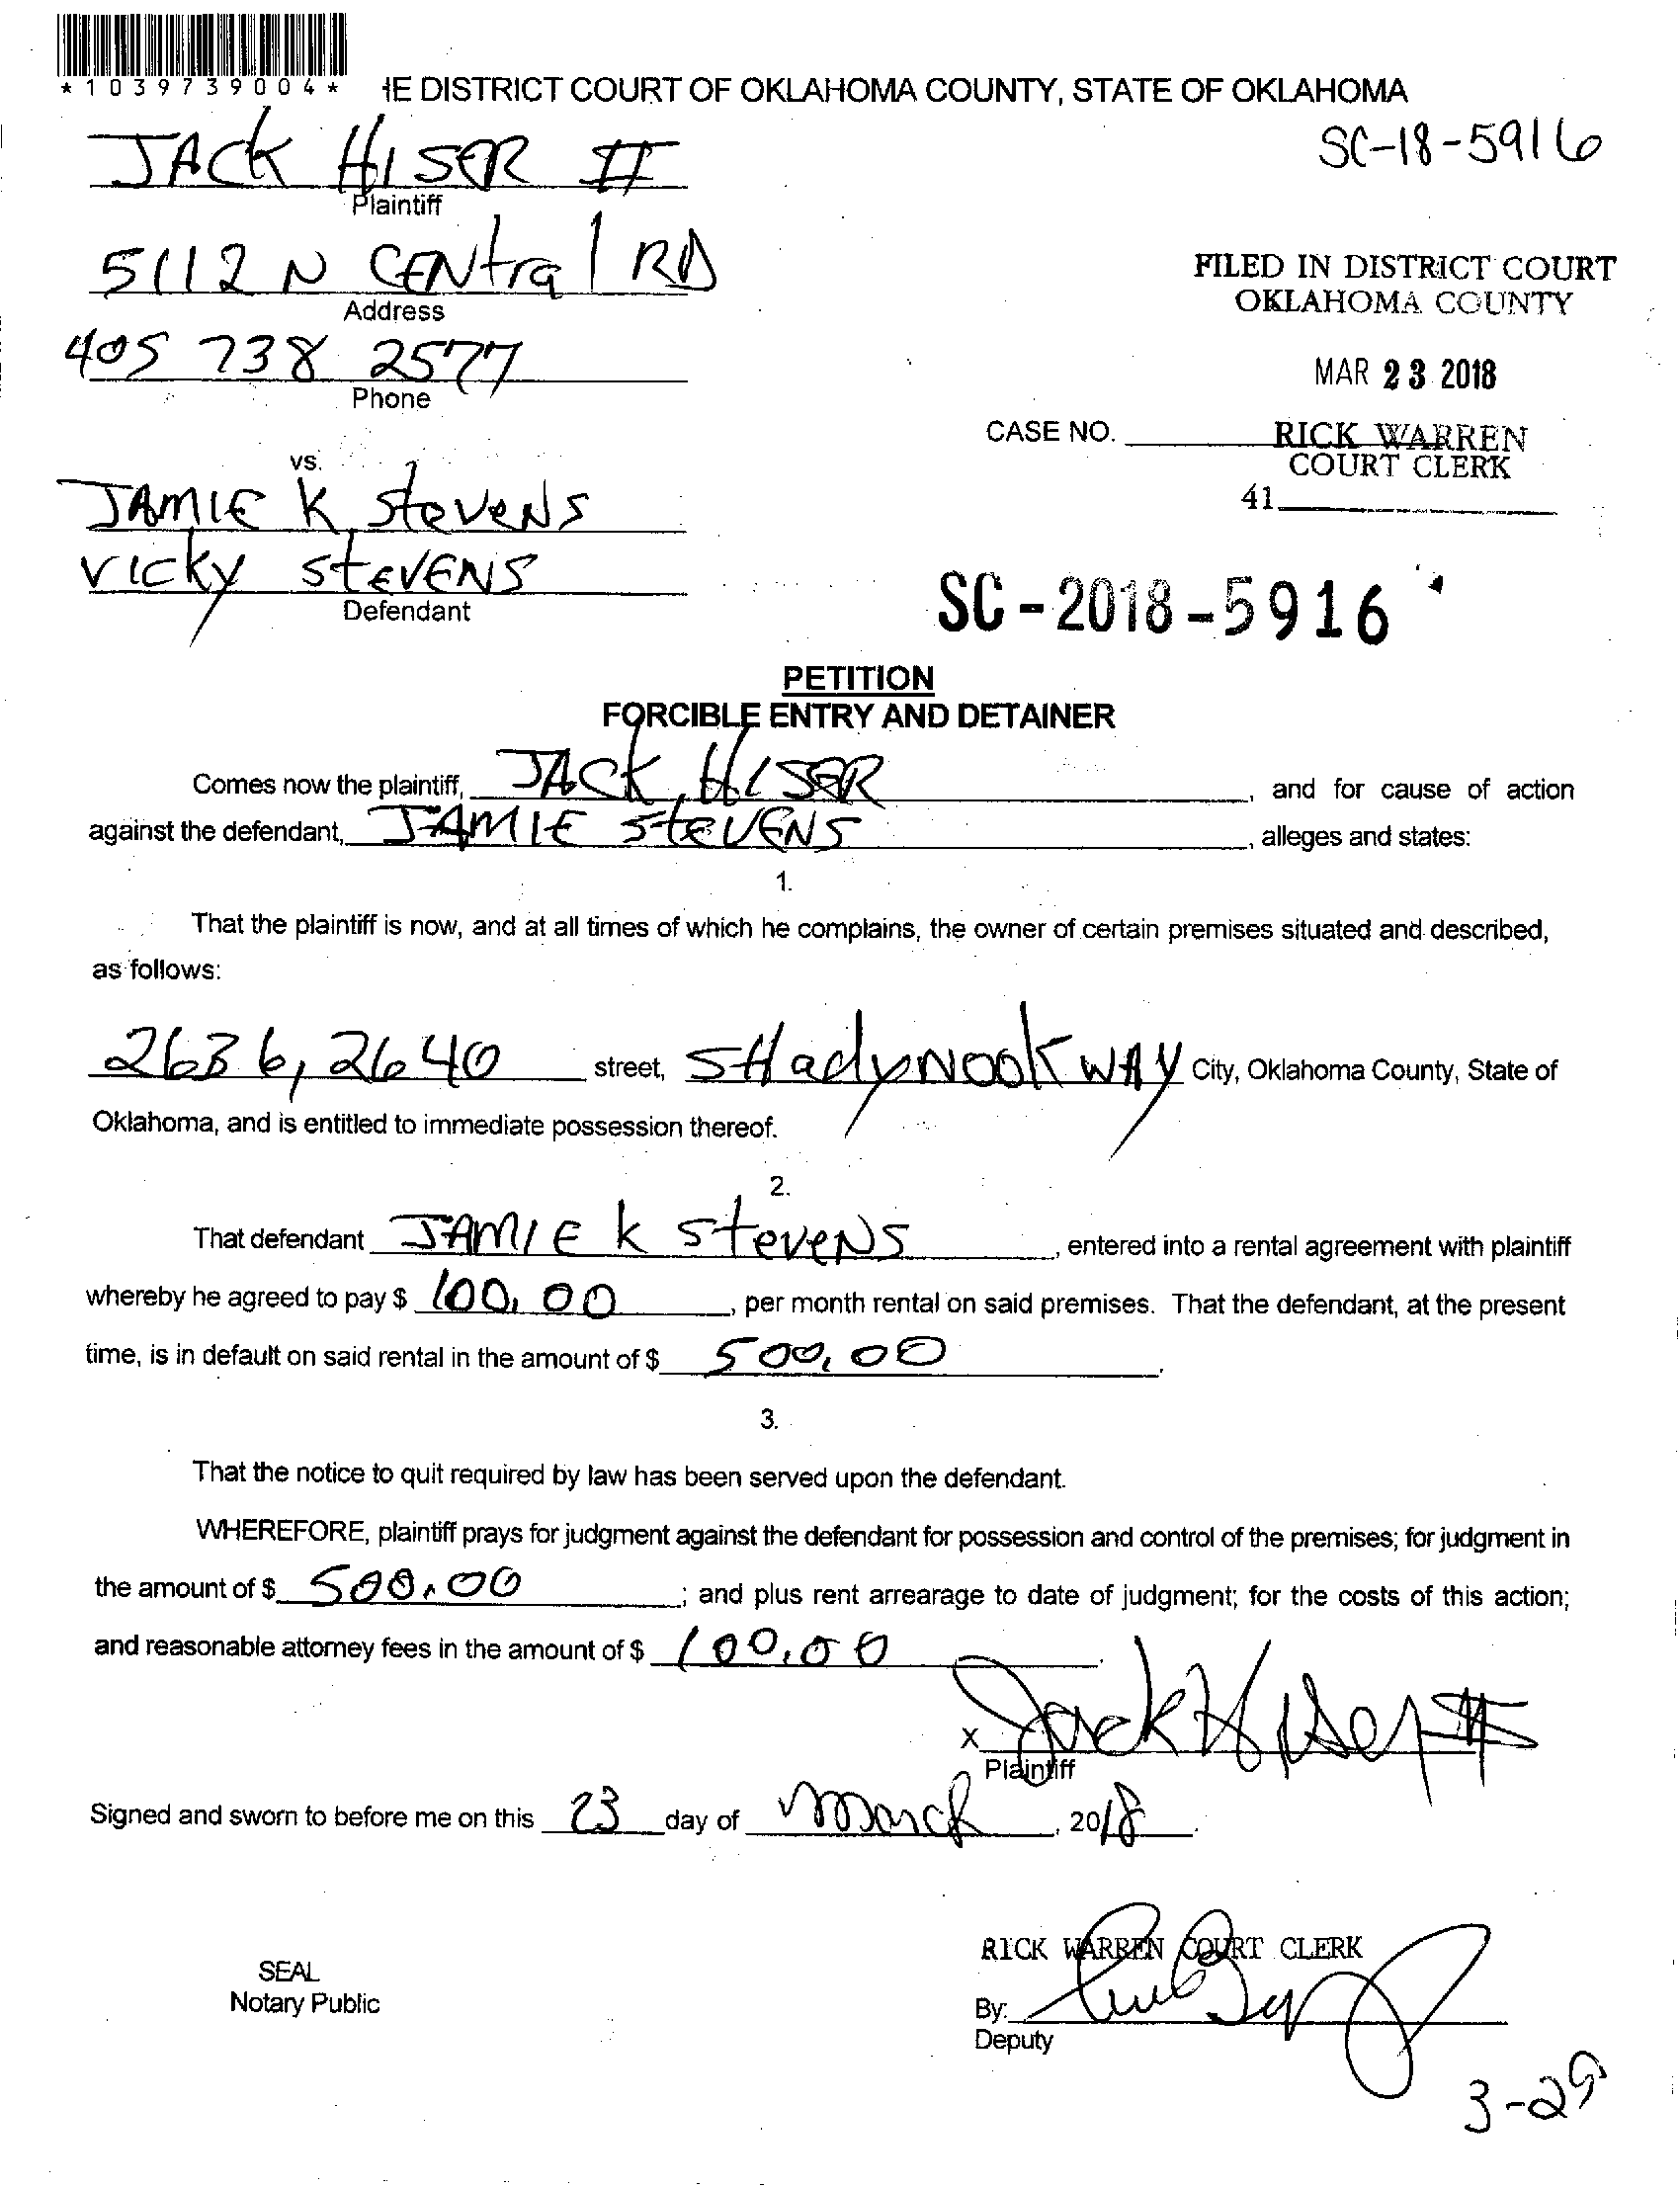 *1039739004*
HE DISTRICT COURT OF OKLAHOMA COUNTY, STATE OF OKLAHOMA
JACK HISER II
SC-18-5916
Plaintiff
5112 N CENtral RD
Address
FILED IN DISTRICT COURT
OKLAHOMA COUNTY
405 738 2577
Phone
MAR 23 2018
CASE NO.
RICK WARREN
COURT CLERK
41
vs.
JAMIE K SteveNS
VICKY StEVENS
Defendant
SC-2018-5916
PETITION
FORCIBLE ENTRY AND DETAINER
Comes now the plaintiff, JACK HISER, and for cause of action
against the defendant, JAMIE SteVENS, alleges and states:
1.
That the plaintiff is now, and at all times of which he complains, the owner of certain premises situated and described,
as follows:
2636, 2640 street, SHadyNook WAY City, Oklahoma County, State of
Oklahoma, and is entitled to immediate possession thereof.
2.
That defendant JAMIE K SteveNS, entered into a rental agreement with plaintiff
whereby he agreed to pay $ 100.00, per month rental on said premises. That the defendant, at the present
time, is in default on said rental in the amount of $ 500.00.
3.
That the notice to quit required by law has been served upon the defendant.
WHEREFORE, plaintiff prays for judgment against the defendant for possession and control of the premises; for judgment in
the amount of $ 500.00; and plus rent arrearage to date of judgment; for the costs of this action;
and reasonable attorney fees in the amount of $ 100.00.
x Jack Hiser II
Plaintiff
Signed and sworn to before me on this 23 day of March, 2018.
RICK WARREN COURT CLERK
SEAL
Notary Public
By:
Deputy
3-29